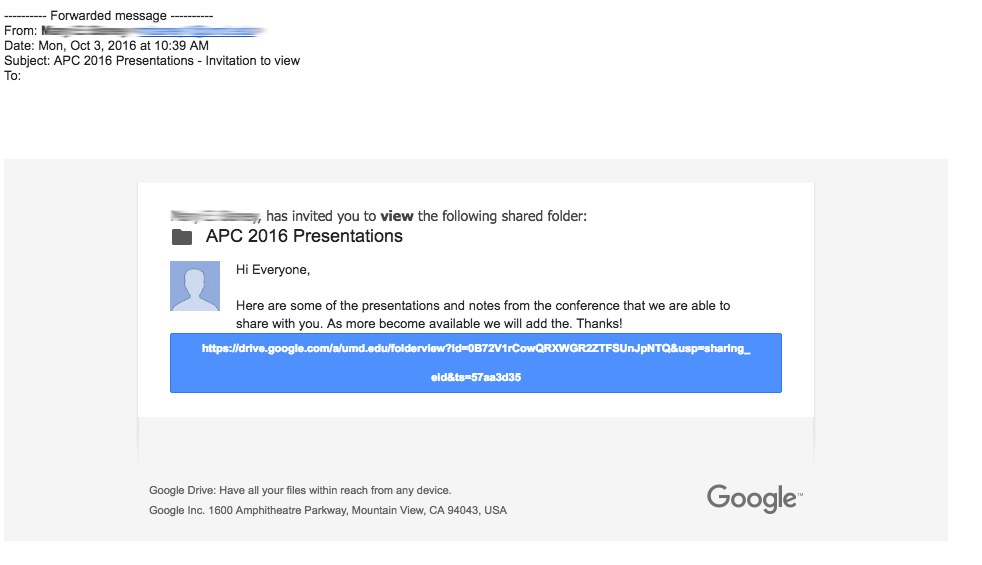 ---------- Forwarded message ----------
From:
Date: Mon, Oct 3, 2016 at 10:39 AM
Subject: APC 2016 Presentations - Invitation to view
To:
, has invited you to view the following shared folder:
APC 2016 Presentations
Hi Everyone,
Here are some of the presentations and notes from the conference that we are able to
share with you. As more become available we will add the. Thanks!
https://drive.google.com/a/umd.edu/folderview?id=0B72V1rCowQRXWGR2ZTFSUnJpNTQ&usp=sharing_
eid&ts=57aa3d35
Google Drive: Have all your files within reach from any device.
Google Inc. 1600 Amphitheatre Parkway, Mountain View, CA 94043, USA
Google™